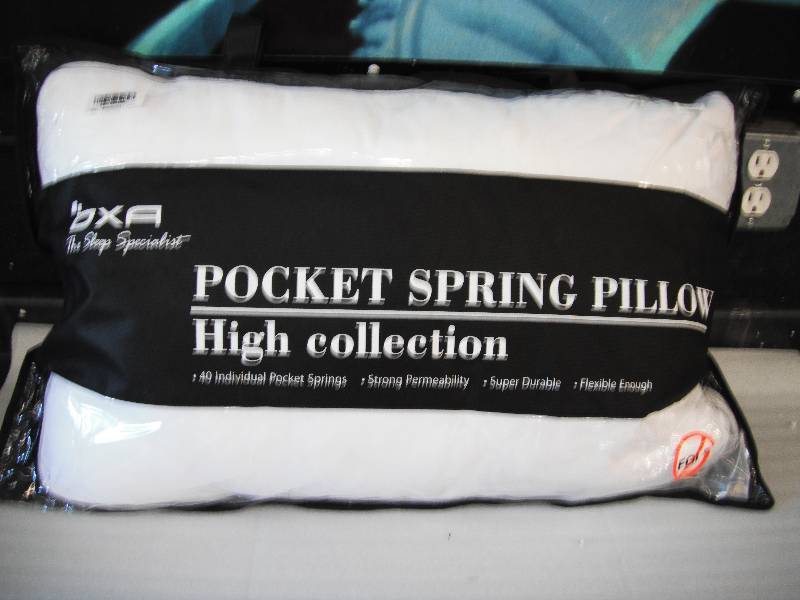 OXA
The Sleep Specialist
POCKET SPRING PILLOW
High collection
· 40 Individual Pocket Springs · Strong Permeability · Super Durable · Flexible Enough